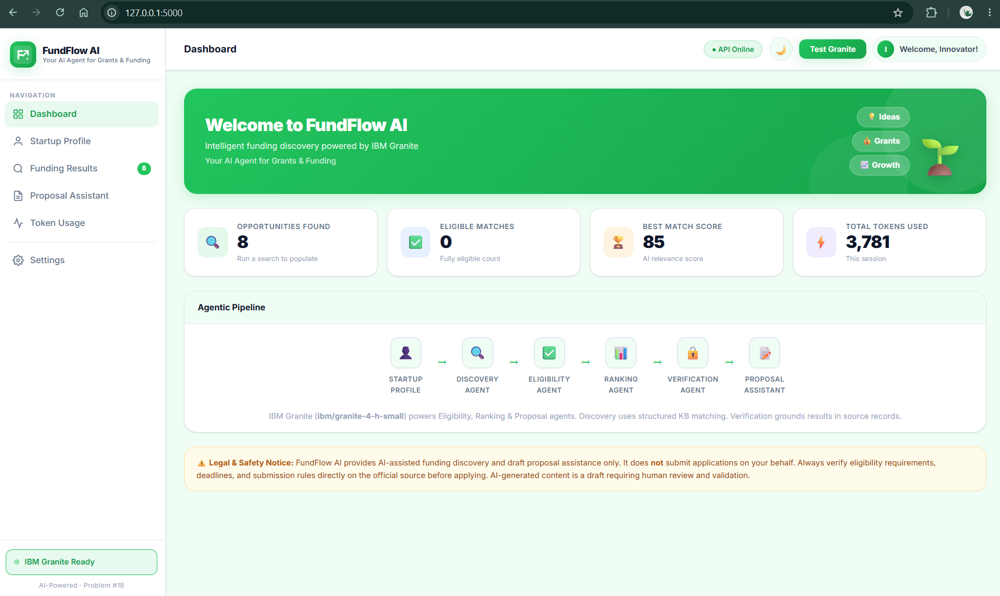 127.0.0.1:5000
FundFlow AI
Your AI Agent for Grants & Funding
NAVIGATION
Dashboard
Startup Profile
Funding Results
8
Proposal Assistant
Token Usage
Settings
IBM Granite Ready
AI-Powered · Problem #18
Dashboard
● API Online
Test Granite
I
Welcome, Innovator!
Welcome to FundFlow AI
Intelligent funding discovery powered by IBM Granite
Your AI Agent for Grants & Funding
Ideas
Grants
Growth
OPPORTUNITIES FOUND
8
Run a search to populate
ELIGIBLE MATCHES
0
Fully eligible count
BEST MATCH SCORE
85
AI relevance score
TOTAL TOKENS USED
3,781
This session
Agentic Pipeline
STARTUP
PROFILE
→
DISCOVERY
AGENT
→
ELIGIBILITY
AGENT
→
RANKING
AGENT
→
VERIFICATION
AGENT
→
PROPOSAL
ASSISTANT
IBM Granite (ibm/granite-4-h-small) powers Eligibility, Ranking & Proposal agents. Discovery uses structured KB matching. Verification grounds results in source records.
⚠ Legal & Safety Notice: FundFlow AI provides AI-assisted funding discovery and draft proposal assistance only. It does not submit applications on your behalf. Always verify eligibility requirements,
deadlines, and submission rules directly on the official source before applying. AI-generated content is a draft requiring human review and validation.